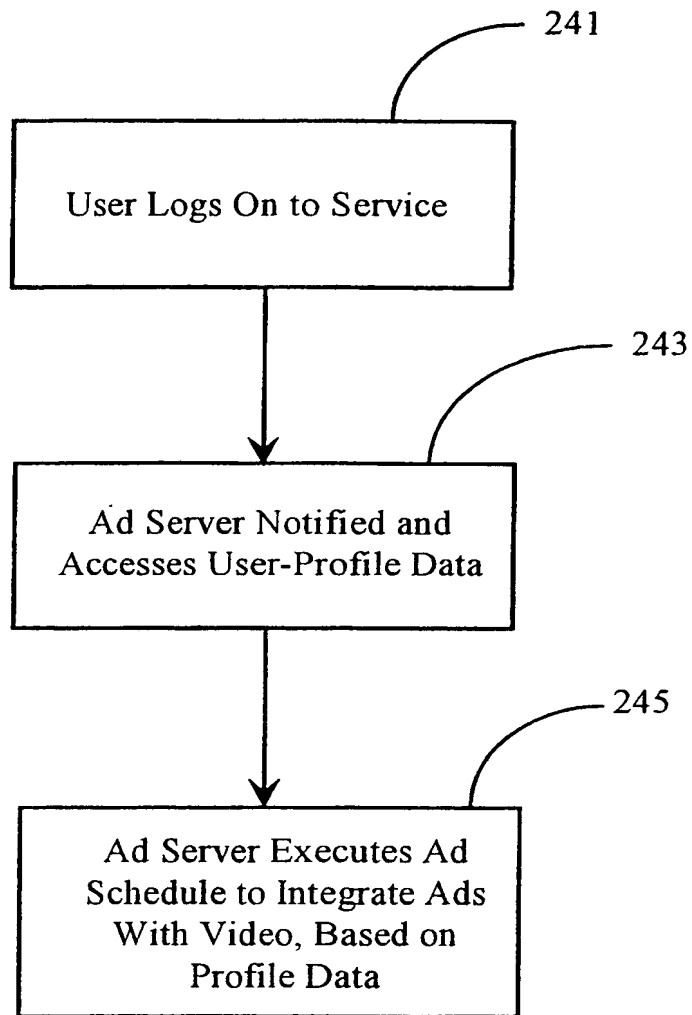 241
User Logs On to Service
243
Ad Server Notified and
Accesses User-Profile Data
245
Ad Server Executes Ad
Schedule to Integrate Ads
With Video, Based on
Profile Data